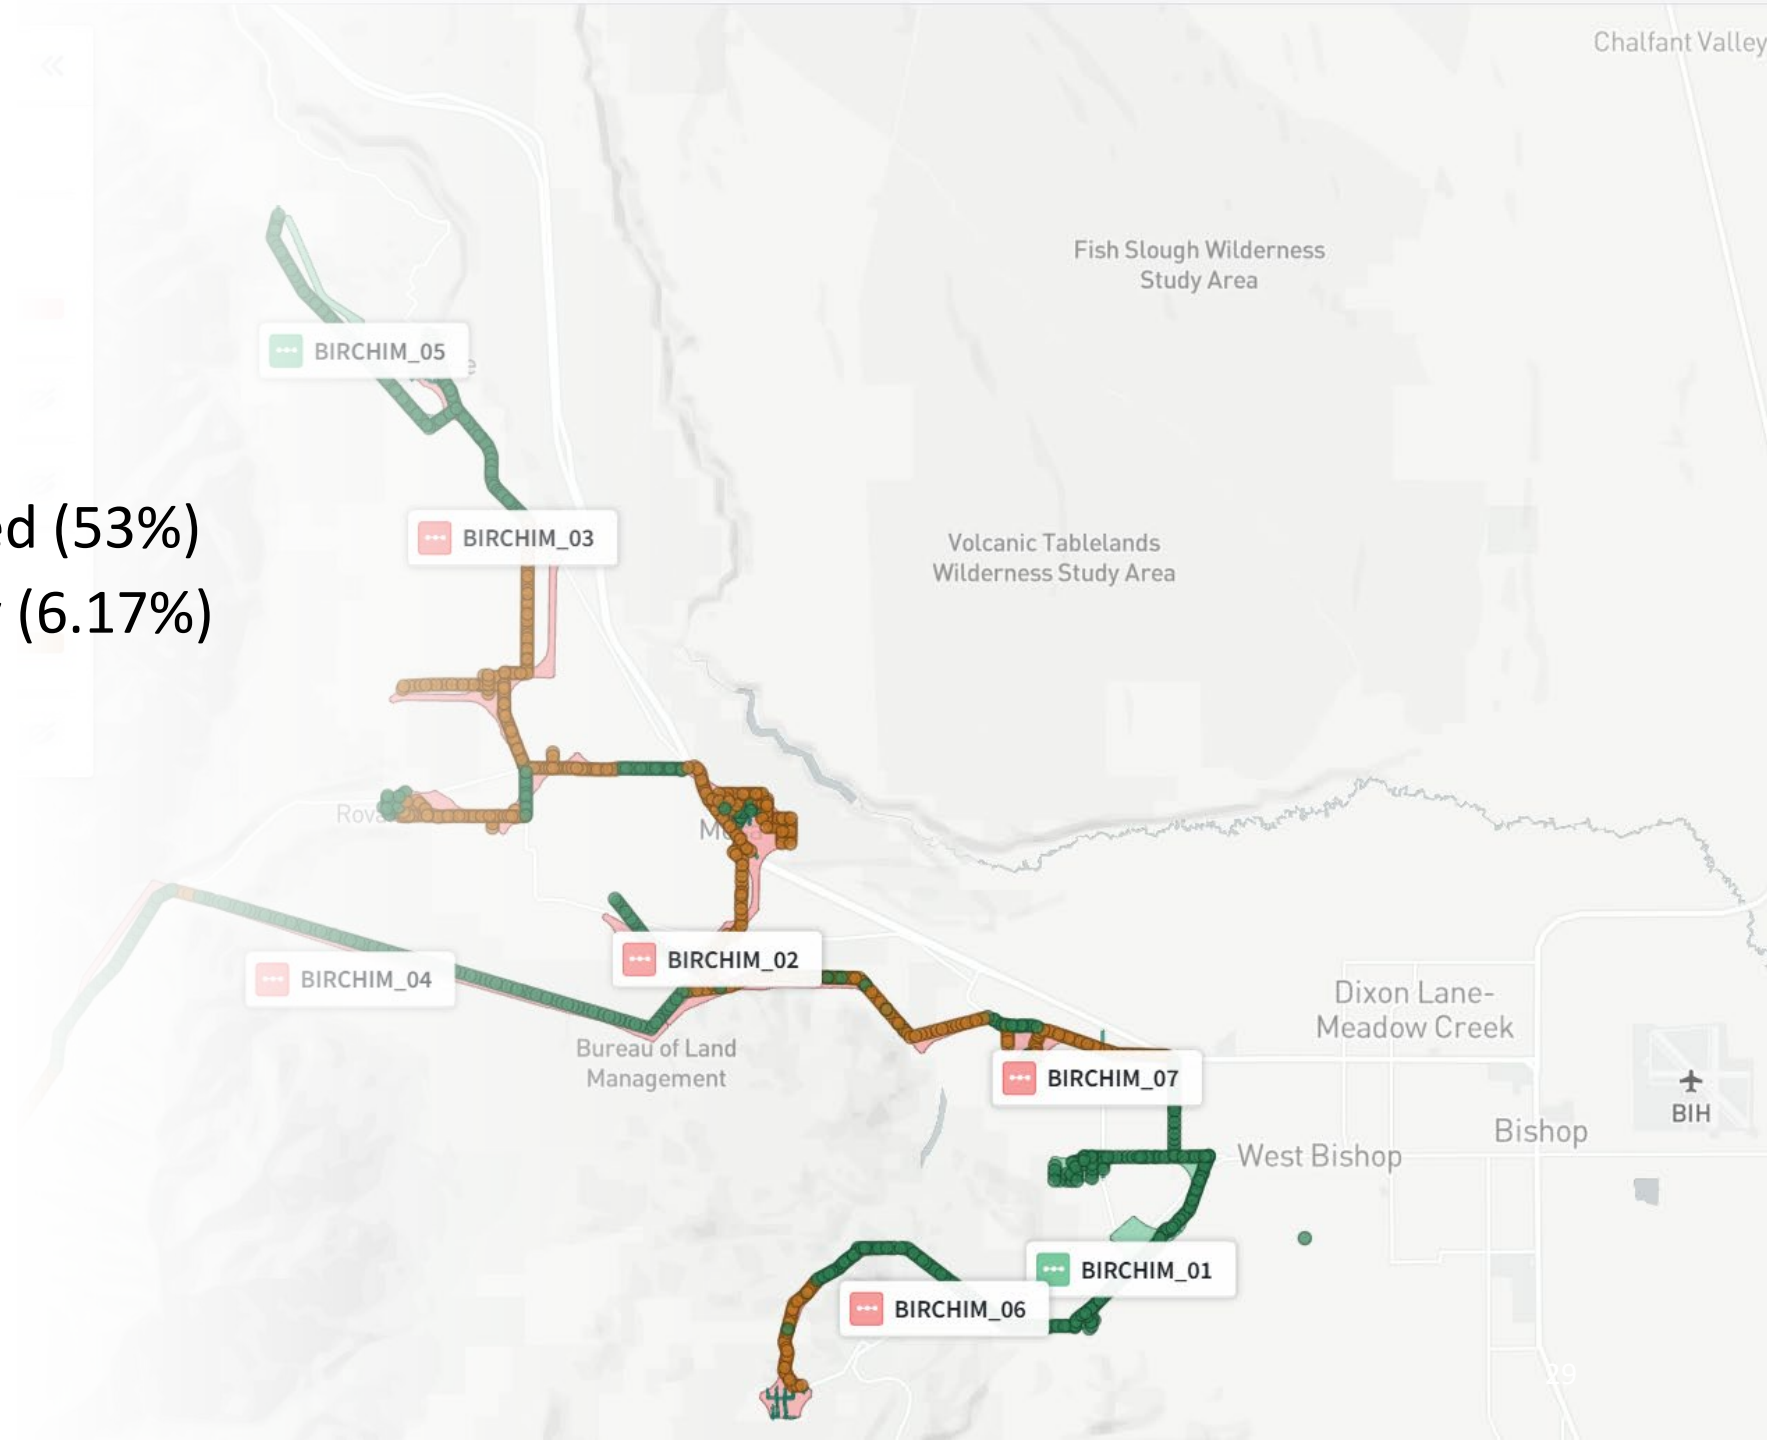 Chalfant Valley
Fish Slough Wilderness
Study Area
BIRCHIM_05
BIRCHIM_03
(53%)
Volcanic Tablelands
Wilderness Study Area
(6.17%)
BIRCHIM_02
BIRCHIM_04
Dixon Lane-
Meadow Creek
Bureau of Land
Management
BIRCHIM_07
BIH
Bishop
West Bishop
BIRCHIM_01
BIRCHIM_06
29